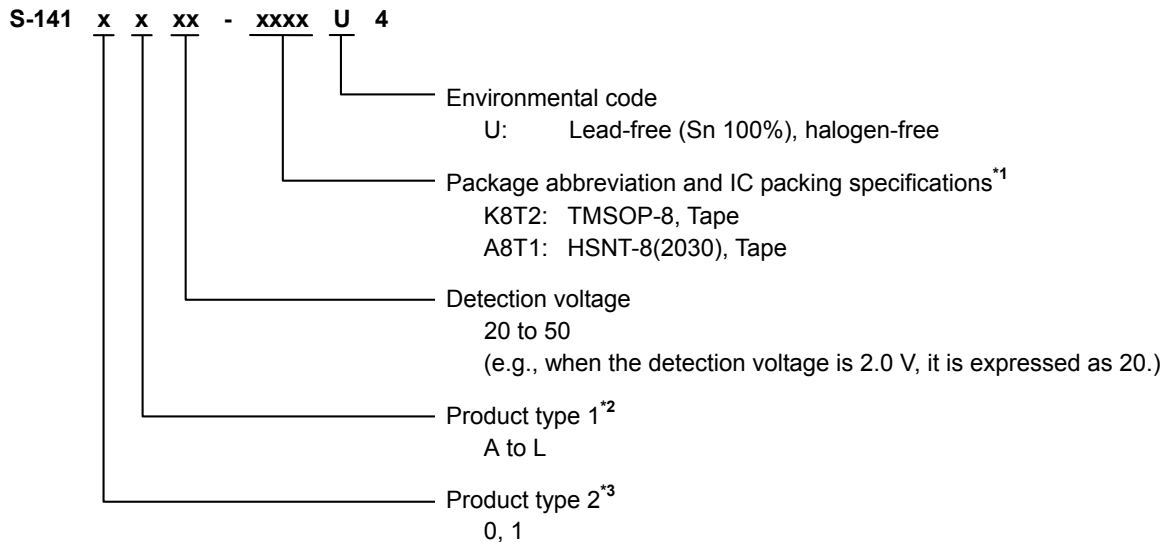 S-141 x x xx - xxxx U 4
Environmental code
U: Lead-free (Sn 100%), halogen-free
Package abbreviation and IC packing specifications*1
K8T2: TMSOP-8, Tape
A8T1: HSNT-8(2030), Tape
Detection voltage
20 to 50
(e.g., when the detection voltage is 2.0 V, it is expressed as 20.)
Product type 1*2
A to L
Product type 2*3
0, 1